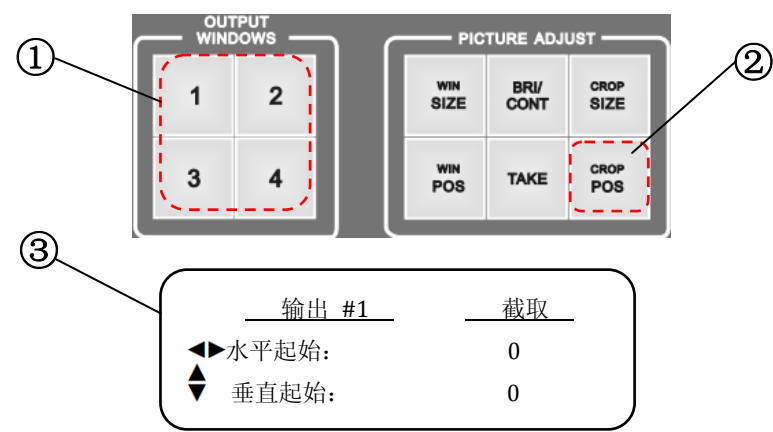 OUTPUT
WINDOWS
PICTURE ADJUST
①
②
1
2
WIN
SIZE
BRI/
CONT
CROP
SIZE
3
4
WIN
POS
TAKE
CROP
POS
③
输出 #1 截取
◀▶水平起始： 0
▲▼ 垂直起始： 0